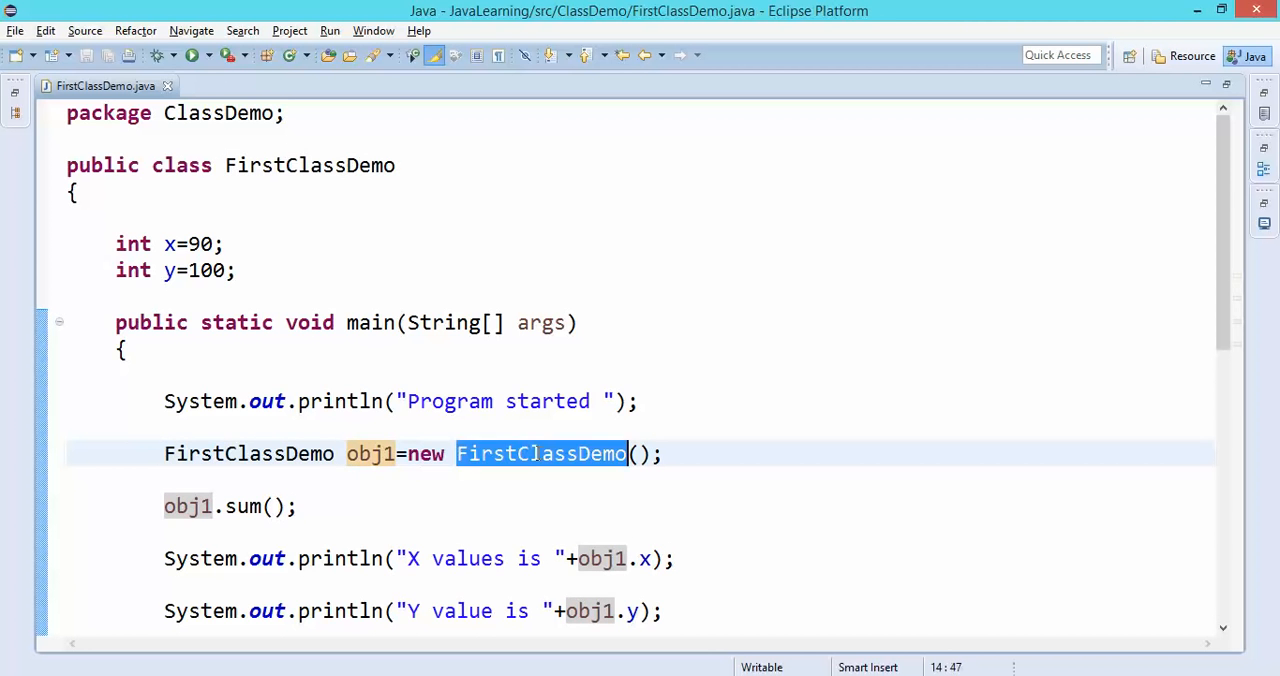 Java - JavaLearning/src/ClassDemo/FirstClassDemo.java - Eclipse Platform
File Edit Source Refactor Navigate Search Project Run Window Help
Quick Access Resource Java
FirstClassDemo.java
package ClassDemo;
public class FirstClassDemo
{
int x=90;
int y=100;
public static void main(String[] args)
{
System.out.println("Program started ");
FirstClassDemo obj1=new FirstClassDemo();
obj1.sum();
System.out.println("X values is "+obj1.x);
System.out.println("Y value is "+obj1.y);
Writable Smart Insert 14:47